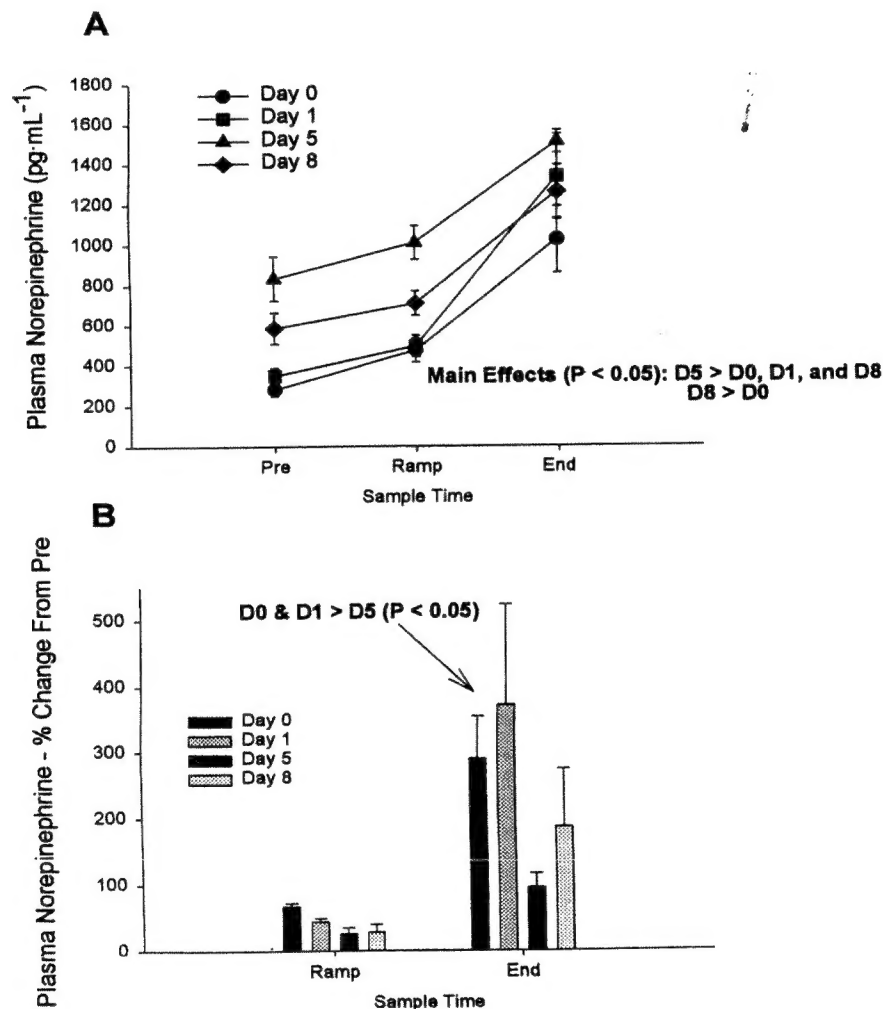 A
Plasma Norepinephrine (pg·mL⁻¹)
1800
1600
1400
1200
1000
800
600
400
200
0
Day 0
Day 1
Day 5
Day 8
Main Effects (P < 0.05): D5 > D0, D1, and D8
D8 > D0
Pre Ramp End
Sample Time
B
Plasma Norepinephrine - % Change From Pre
500
400
300
200
100
0
D0 & D1 > D5 (P < 0.05)
Day 0
Day 1
Day 5
Day 8
Ramp End
Sample Time